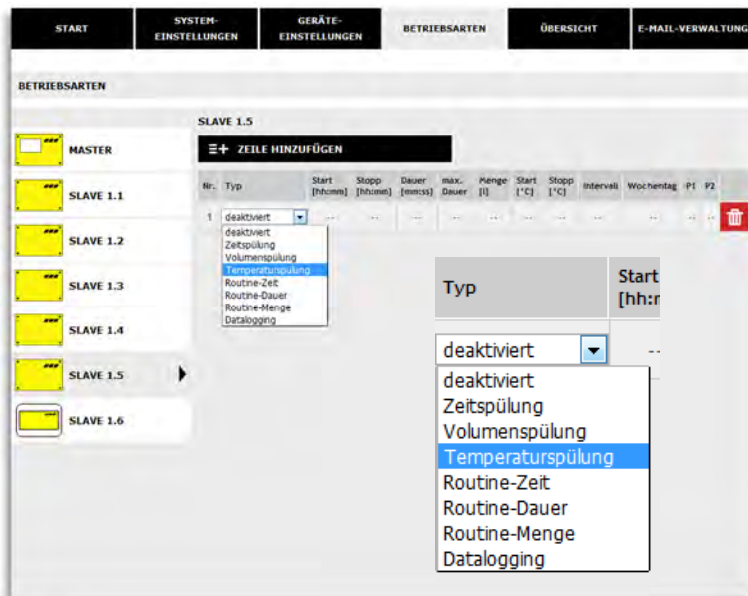 START
SYSTEM-
EINSTELLUNGEN
GERÄTE-
EINSTELLUNGEN
BETRIEBSARTEN
ÜBERSICHT
E-MAIL-VERWALTUNG
BETRIEBSARTEN
MASTER
SLAVE 1.1
SLAVE 1.2
SLAVE 1.3
SLAVE 1.4
SLAVE 1.5
SLAVE 1.6
SLAVE 1.5
ZEILE HINZUFÜGEN
Nr. Typ Start [hh:mm] Stopp [hh:mm] Dauer [mm:ss] max. Dauer Menge [l] Start [°C] Stopp [°C] Intervall Wochentag P1 P2
1 deaktiviert -- -- -- -- -- -- -- -- -- -- --
deaktiviert
Zeitspülung
Volumenspülung
Temperaturspülung
Routine-Zeit
Routine-Dauer
Routine-Menge
Datalogging
Typ Start
[hh:m
deaktiviert --
deaktiviert
Zeitspülung
Volumenspülung
Temperaturspülung
Routine-Zeit
Routine-Dauer
Routine-Menge
Datalogging